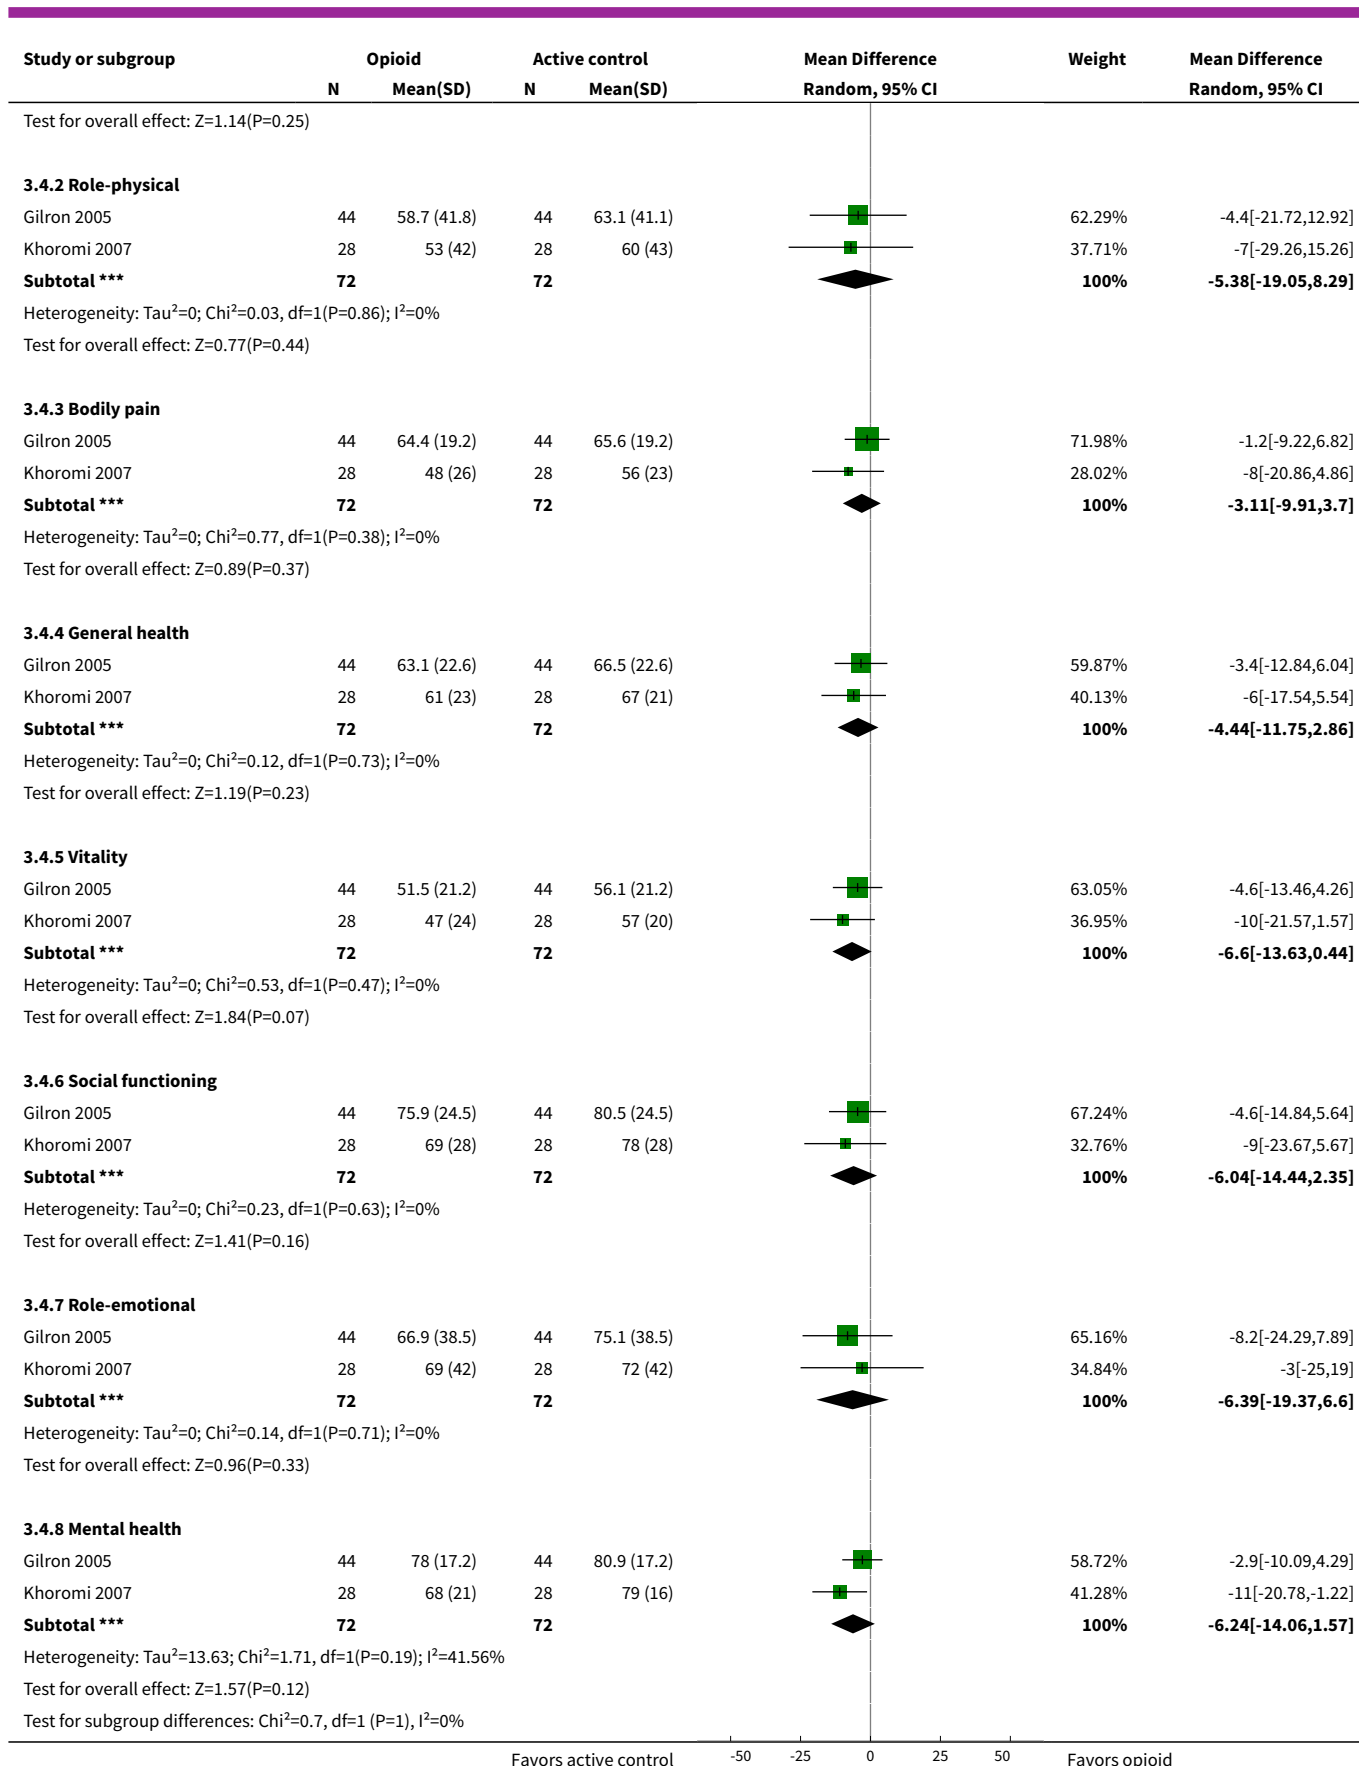 Study or subgroup Opioid Active control Mean Difference Weight Mean Difference
N Mean(SD) N Mean(SD) Random, 95% CI Random, 95% CI
Test for overall effect: Z=1.14(P=0.25)
3.4.2 Role-physical
Gilron 2005 44 58.7 (41.8) 44 63.1 (41.1) 62.29% -4.4[-21.72,12.92]
Khoromi 2007 28 53 (42) 28 60 (43) 37.71% -7[-29.26,15.26]
Subtotal *** 72 72 100% -5.38[-19.05,8.29]
Heterogeneity: Tau²=0; Chi²=0.03, df=1(P=0.86); I²=0%
Test for overall effect: Z=0.77(P=0.44)
3.4.3 Bodily pain
Gilron 2005 44 64.4 (19.2) 44 65.6 (19.2) 71.98% -1.2[-9.22,6.82]
Khoromi 2007 28 48 (26) 28 56 (23) 28.02% -8[-20.86,4.86]
Subtotal *** 72 72 100% -3.11[-9.91,3.7]
Heterogeneity: Tau²=0; Chi²=0.77, df=1(P=0.38); I²=0%
Test for overall effect: Z=0.89(P=0.37)
3.4.4 General health
Gilron 2005 44 63.1 (22.6) 44 66.5 (22.6) 59.87% -3.4[-12.84,6.04]
Khoromi 2007 28 61 (23) 28 67 (21) 40.13% -6[-17.54,5.54]
Subtotal *** 72 72 100% -4.44[-11.75,2.86]
Heterogeneity: Tau²=0; Chi²=0.12, df=1(P=0.73); I²=0%
Test for overall effect: Z=1.19(P=0.23)
3.4.5 Vitality
Gilron 2005 44 51.5 (21.2) 44 56.1 (21.2) 63.05% -4.6[-13.46,4.26]
Khoromi 2007 28 47 (24) 28 57 (20) 36.95% -10[-21.57,1.57]
Subtotal *** 72 72 100% -6.6[-13.63,0.44]
Heterogeneity: Tau²=0; Chi²=0.53, df=1(P=0.47); I²=0%
Test for overall effect: Z=1.84(P=0.07)
3.4.6 Social functioning
Gilron 2005 44 75.9 (24.5) 44 80.5 (24.5) 67.24% -4.6[-14.84,5.64]
Khoromi 2007 28 69 (28) 28 78 (28) 32.76% -9[-23.67,5.67]
Subtotal *** 72 72 100% -6.04[-14.44,2.35]
Heterogeneity: Tau²=0; Chi²=0.23, df=1(P=0.63); I²=0%
Test for overall effect: Z=1.41(P=0.16)
3.4.7 Role-emotional
Gilron 2005 44 66.9 (38.5) 44 75.1 (38.5) 65.16% -8.2[-24.29,7.89]
Khoromi 2007 28 69 (42) 28 72 (42) 34.84% -3[-25,19]
Subtotal *** 72 72 100% -6.39[-19.37,6.6]
Heterogeneity: Tau²=0; Chi²=0.14, df=1(P=0.71); I²=0%
Test for overall effect: Z=0.96(P=0.33)
3.4.8 Mental health
Gilron 2005 44 78 (17.2) 44 80.9 (17.2) 58.72% -2.9[-10.09,4.29]
Khoromi 2007 28 68 (21) 28 79 (16) 41.28% -11[-20.78,-1.22]
Subtotal *** 72 72 100% -6.24[-14.06,1.57]
Heterogeneity: Tau²=13.63; Chi²=1.71, df=1(P=0.19); I²=41.56%
Test for overall effect: Z=1.57(P=0.12)
Test for subgroup differences: Chi²=0.7, df=1 (P=1), I²=0%
Favors active control -50 -25 0 25 50 Favors opioid